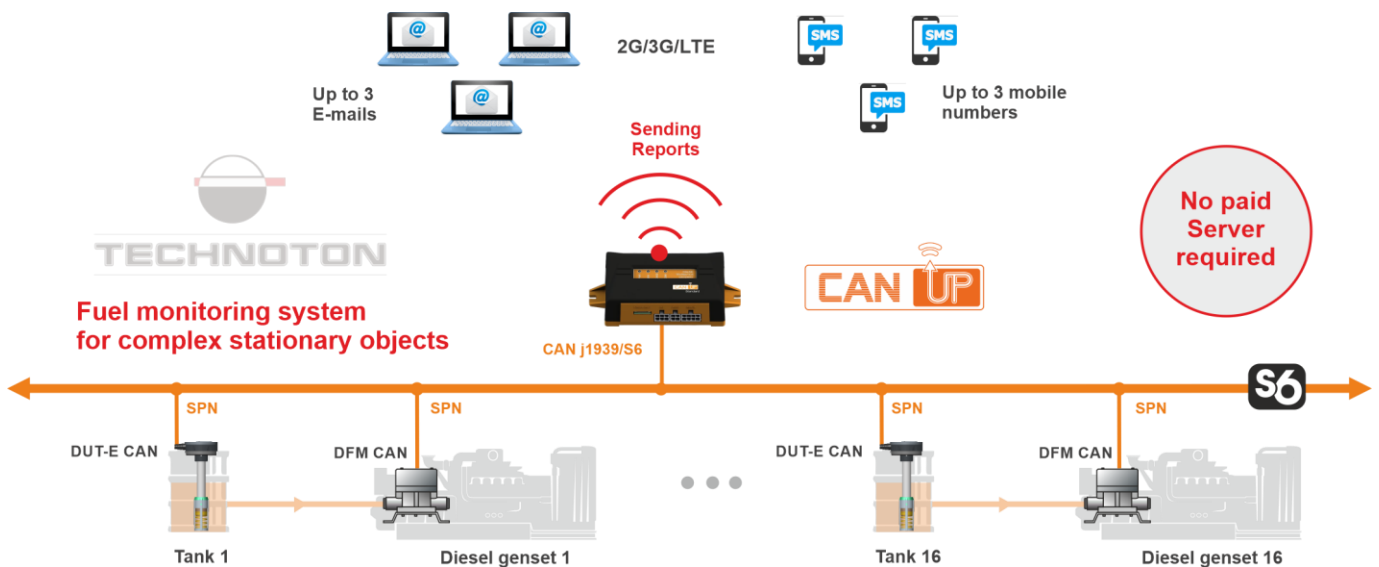 2G/3G/LTE
SMS
SMS
Up to 3
E-mails
@
@
@
SMS
Up to 3 mobile
numbers
Sending
Reports
No paid
Server
required
TECHNOTON
CAN UP
Fuel monitoring system
for complex stationary objects
CAN j1939/S6
S6
SPN
SPN
SPN
SPN
DUT-E CAN
DFM CAN
DUT-E CAN
DFM CAN
Tank 1
Diesel genset 1
Tank 16
Diesel genset 16